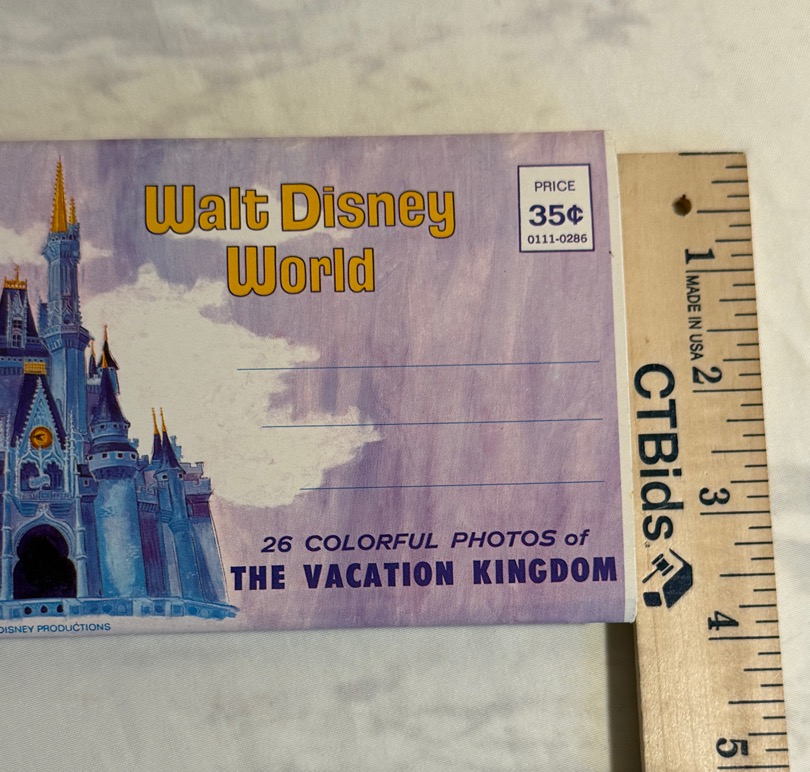 Walt Disney
World
PRICE
35¢
0111-0286
26 COLORFUL PHOTOS of
THE VACATION KINGDOM
DISNEY PRODUCTIONS
1
MADE IN USA
2
CTBids
3
4
5